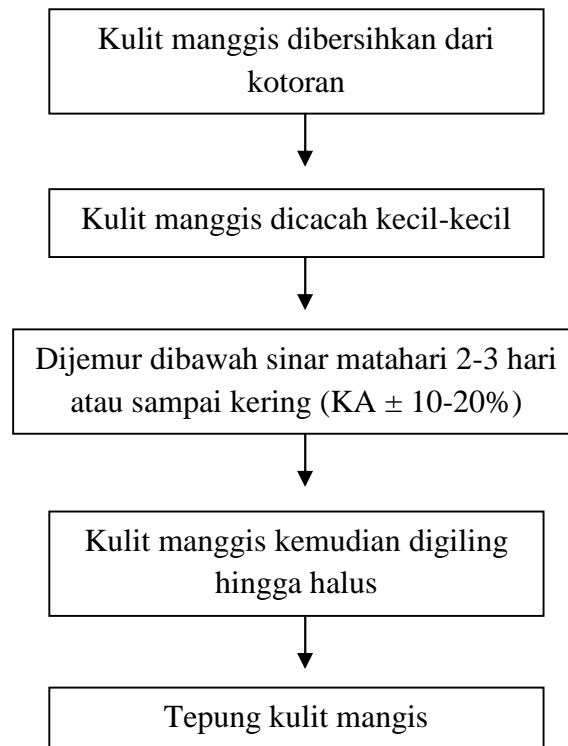 Kulit manggis dibersihkan dari
kotoran
Kulit manggis dicacah kecil-kecil
Dijemur dibawah sinar matahari 2-3 hari
atau sampai kering (KA ± 10-20%)
Kulit manggis kemudian digiling
hingga halus
Tepung kulit mangis